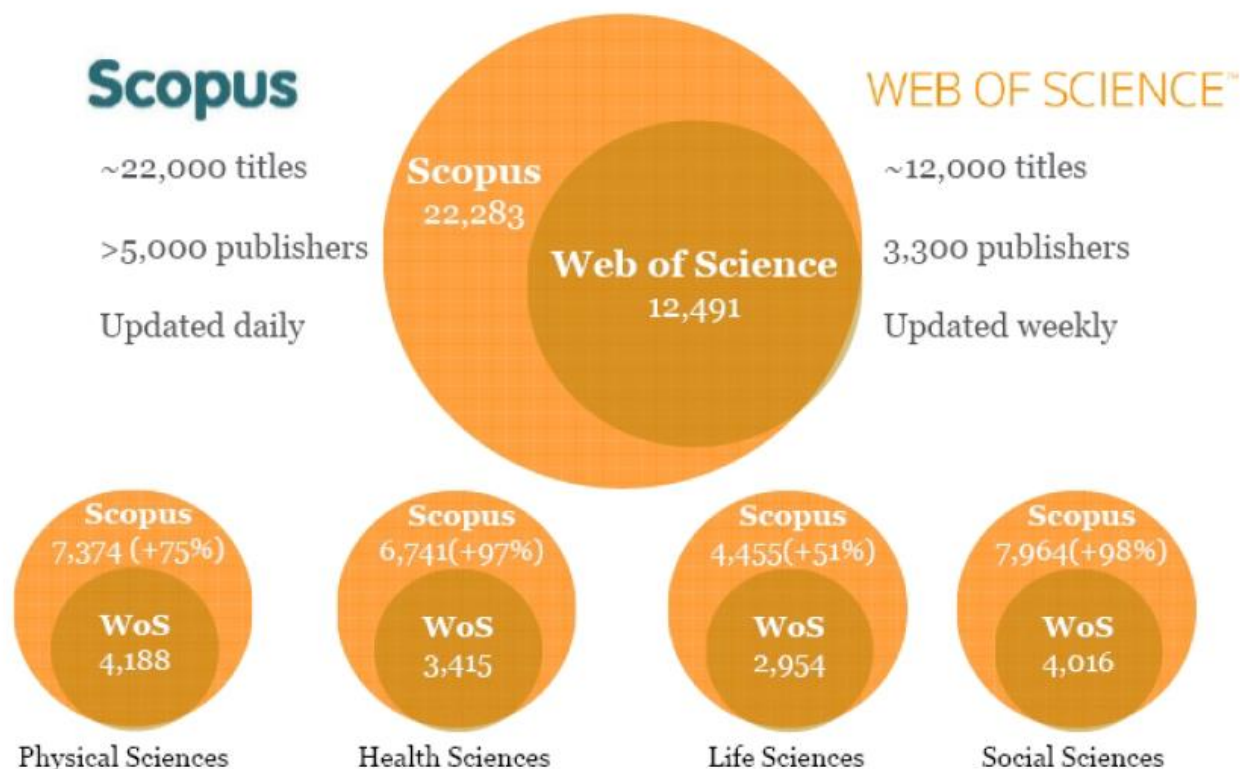 Scopus
~22,000 titles
>5,000 publishers
Updated daily
Scopus
22,283
Web of Science
12,491
WEB OF SCIENCE™
~12,000 titles
3,300 publishers
Updated weekly
Scopus
7,374 (+75%)
WoS
4,188
Physical Sciences
Scopus
6,741(+97%)
WoS
3,415
Health Sciences
Scopus
4,455(+51%)
WoS
2,954
Life Sciences
Scopus
7,964(+98%)
WoS
4,016
Social Sciences